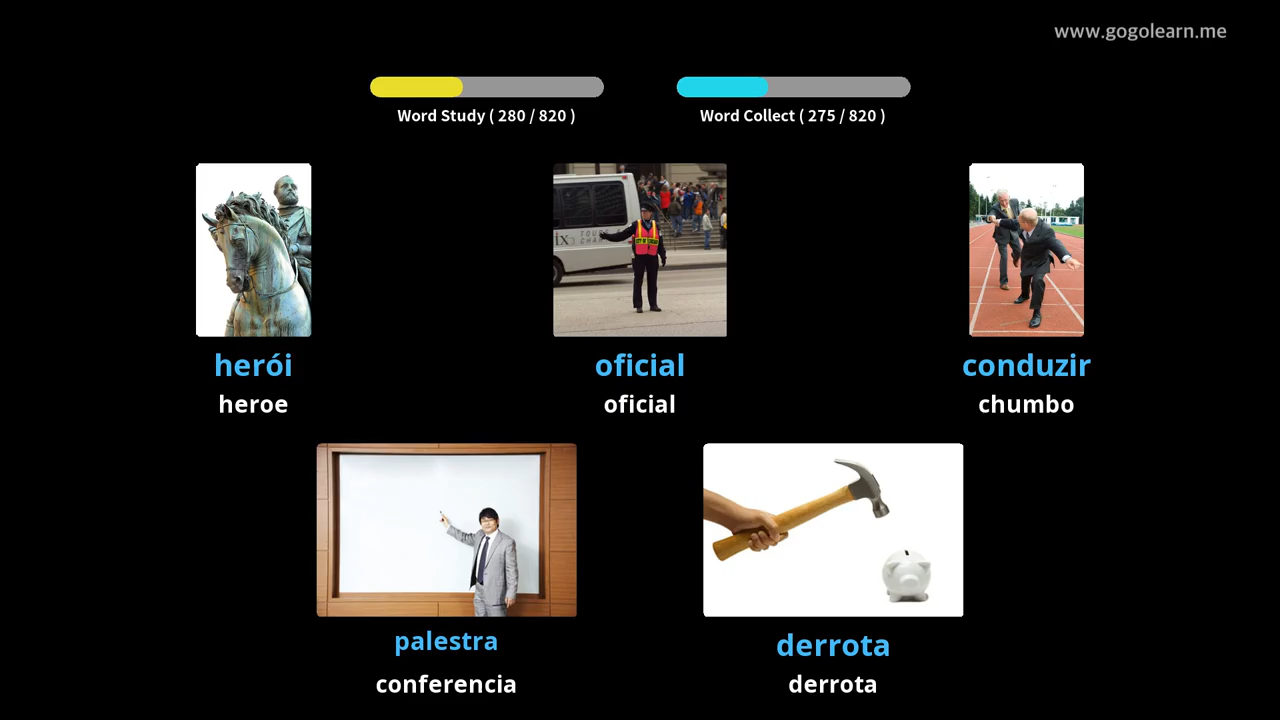 www.gogolearn.me
Word Study ( 280 / 820 )
Word Collect ( 275 / 820 )
herói
heroe
oficial
oficial
conduzir
chumbo
palestra
conferencia
derrota
derrota